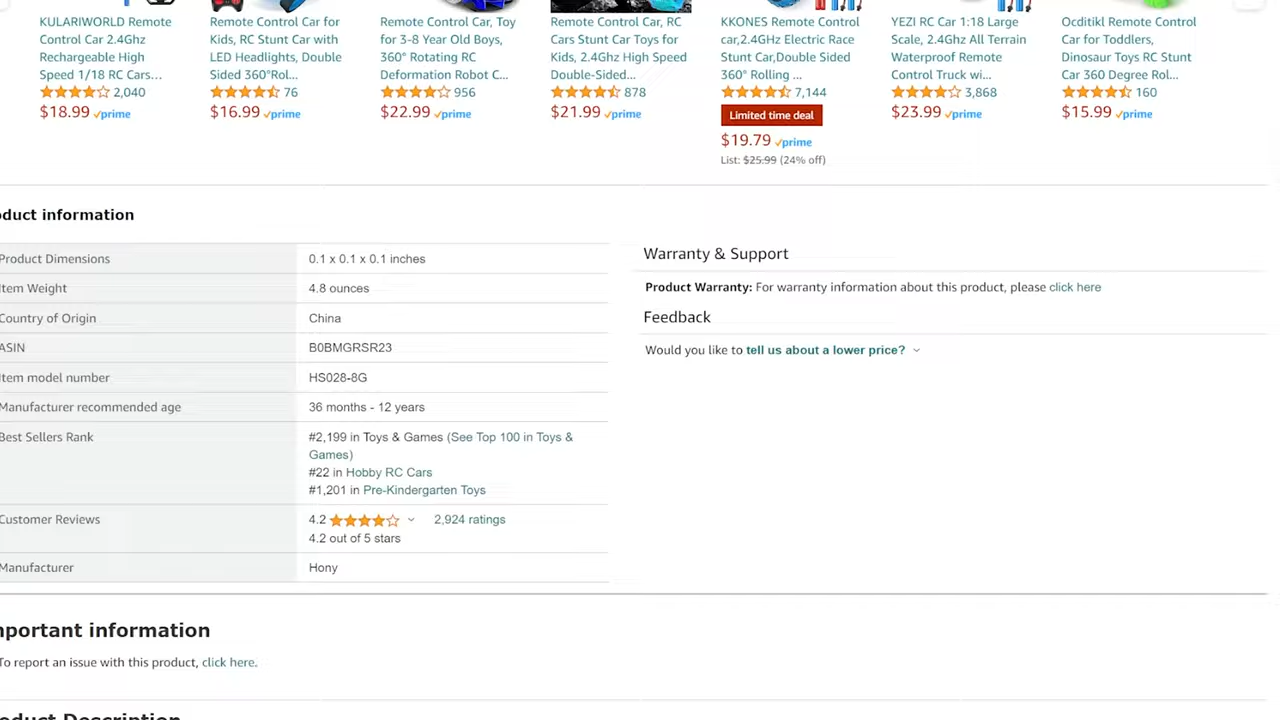 KULARIWORLD Remote
Control Car 2.4Ghz
Rechargeable High
Speed 1/18 RC Cars...
2,040
$18.99 prime
Remote Control Car for
Kids, RC Stunt Car with
LED Headlights, Double
Sided 360°Rol...
76
$16.99 prime
Remote Control Car, Toy
for 3-8 Year Old Boys,
360° Rotating RC
Deformation Robot C...
956
$22.99 prime
Remote Control Car, RC
Cars Stunt Car Toys for
Kids, 2.4Ghz High Speed
Double-Sided...
878
$21.99 prime
KKONES Remote Control
car,2.4GHz Electric Race
Stunt Car,Double Sided
360° Rolling ...
7,144
Limited time deal
$19.79 prime
List: $25.99 (24% off)
YEZI RC Car 1:18 Large
Scale, 2.4Ghz All Terrain
Waterproof Remote
Control Truck wi...
3,868
$23.99 prime
Ocditikl Remote Control
Car for Toddlers,
Dinosaur Toys RC Stunt
Car 360 Degree Rol...
160
$15.99 prime
oduct information
Product Dimensions 0.1 x 0.1 x 0.1 inches
Item Weight 4.8 ounces
Country of Origin China
ASIN B0BMGRSR23
Item model number HS028-8G
Manufacturer recommended age 36 months - 12 years
Best Sellers Rank #2,199 in Toys & Games (See Top 100 in Toys &
Games)
#22 in Hobby RC Cars
#1,201 in Pre-Kindergarten Toys
Customer Reviews 4.2 2,924 ratings
4.2 out of 5 stars
Manufacturer Hony
Warranty & Support
Product Warranty: For warranty information about this product, please click here
Feedback
Would you like to tell us about a lower price?
mportant information
To report an issue with this product, click here.
oduct Description